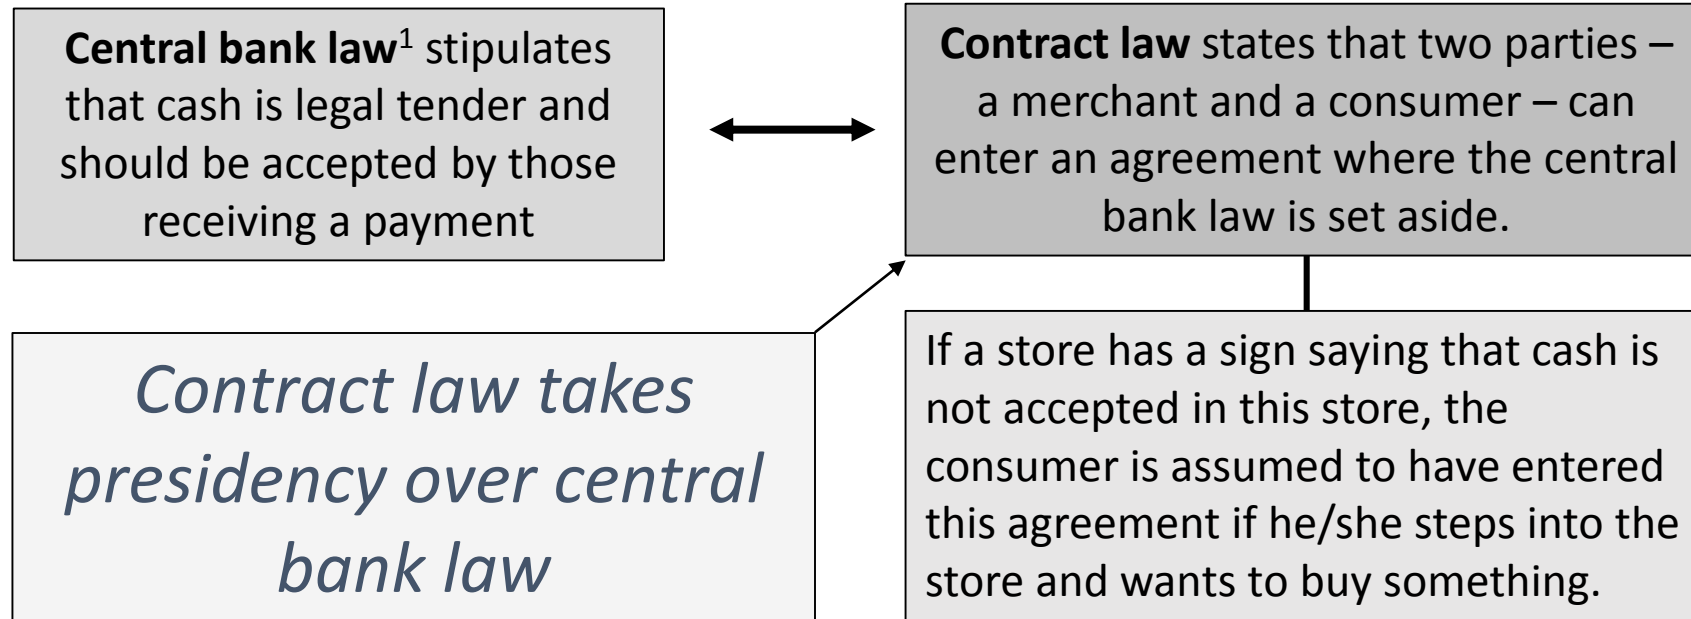 Central bank law¹ stipulates
that cash is legal tender and
should be accepted by those
receiving a payment
Contract law states that two parties –
a merchant and a consumer – can
enter an agreement where the central
bank law is set aside.
Contract law takes
presidency over central
bank law
If a store has a sign saying that cash is
not accepted in this store, the
consumer is assumed to have entered
this agreement if he/she steps into the
store and wants to buy something.